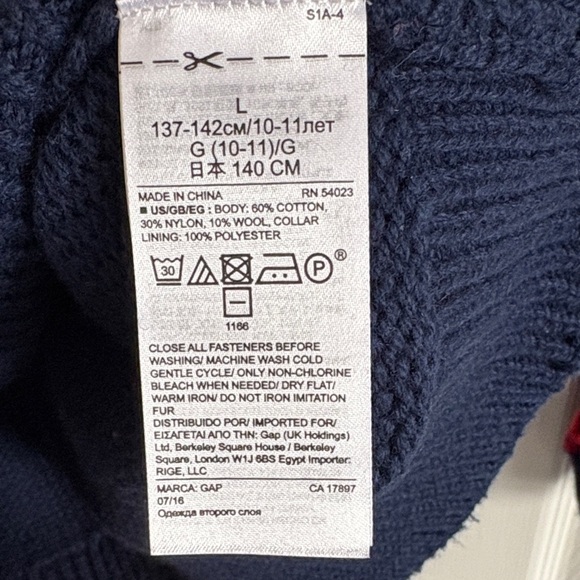 S1A-4
L
137-142см/10-11лет
G (10-11)/G
日本 140 CM
MADE IN CHINA RN 54023
■ US/GB/EG : BODY: 60% COTTON,
30% NYLON, 10% WOOL, COLLAR
LINING: 100% POLYESTER
30 P ®
1166
CLOSE ALL FASTENERS BEFORE
WASHING/ MACHINE WASH COLD
GENTLE CYCLE/ ONLY NON-CHLORINE
BLEACH WHEN NEEDED/ DRY FLAT/
WARM IRON/ DO NOT IRON IMITATION
FUR
DISTRIBUIDO POR/ IMPORTED FOR/
ΕΙΣΑΓΕΤΑΙ ΑΠΟ ΤΗΝ: Gap (UK Holdings)
Ltd, Berkeley Square House / Berkeley
Square, London W1J 6BS Egypt Importer:
RIGE, LLC
MARCA: GAP CA 17897
07/16
Одежда второго слоя